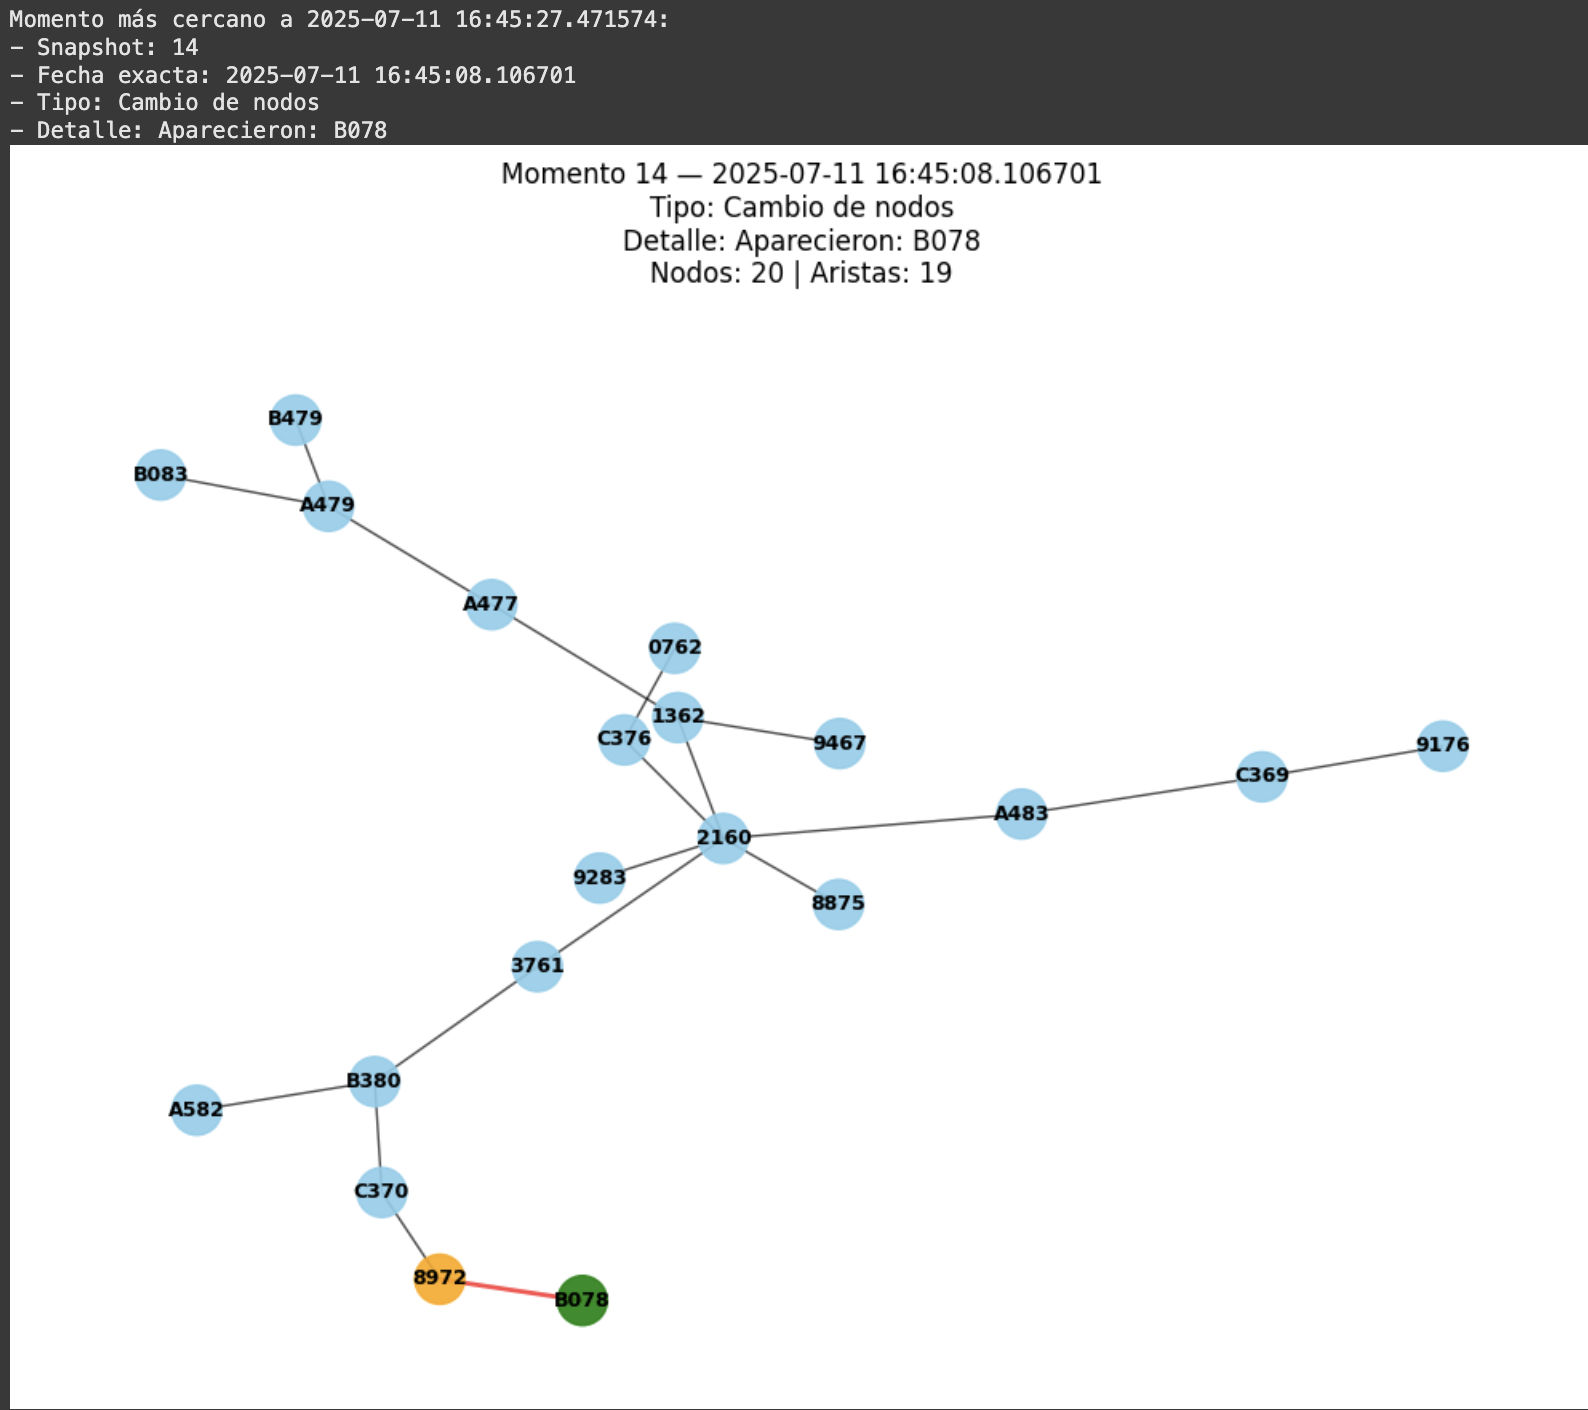 Momento más cercano a 2025-07-11 16:45:27.471574:
- Snapshot: 14
- Fecha exacta: 2025-07-11 16:45:08.106701
- Tipo: Cambio de nodos
- Detalle: Aparecieron: B078
Momento 14 — 2025-07-11 16:45:08.106701
Tipo: Cambio de nodos
Detalle: Aparecieron: B078
Nodos: 20 | Aristas: 19
B479
B083
A479
A477
0762
1362
C376
9467
9176
C369
A483
2160
9283
8875
3761
B380
A582
C370
8972
B078